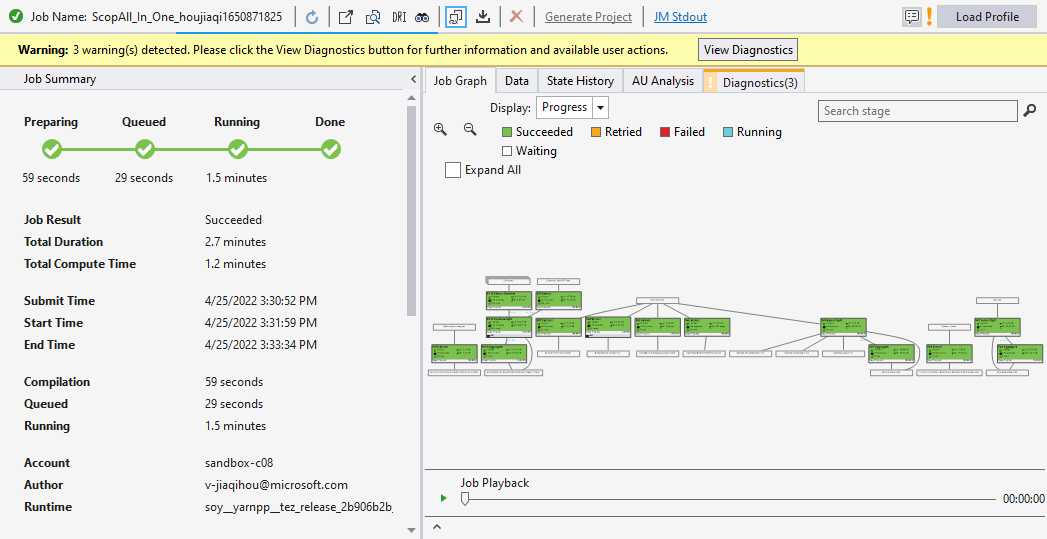 Job Name: ScopAll_In_One_houjiaqi1650871825
DRI
Generate Project
JM Stdout
Load Profile
Warning: 3 warning(s) detected. Please click the View Diagnostics button for further information and available user actions.
View Diagnostics
Job Summary
Preparing Queued Running Done
59 seconds 29 seconds 1.5 minutes
Job Result Succeeded
Total Duration 2.7 minutes
Total Compute Time 1.2 minutes
Submit Time 4/25/2022 3:30:52 PM
Start Time 4/25/2022 3:31:59 PM
End Time 4/25/2022 3:33:34 PM
Compilation 59 seconds
Queued 29 seconds
Running 1.5 minutes
Account sandbox-c08
Author v-jiaqihou@microsoft.com
Runtime soy__yarnpp__tez_release_2b906b2b_
Job Graph Data State History AU Analysis Diagnostics(3)
Display: Progress
Search stage
Succeeded Retried Failed Running
Waiting
Expand All
Job Playback
00:00:00